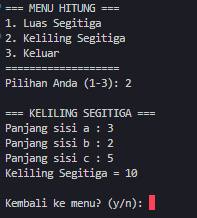 === MENU HITUNG ===
1. Luas Segitiga
2. Keliling Segitiga
3. Keluar
===================
Pilihan Anda (1-3): 2
=== KELILING SEGITIGA ===
Panjang sisi a : 3
Panjang sisi b : 2
Panjang sisi c : 5
Keliling Segitiga = 10
Kembali ke menu? (y/n):